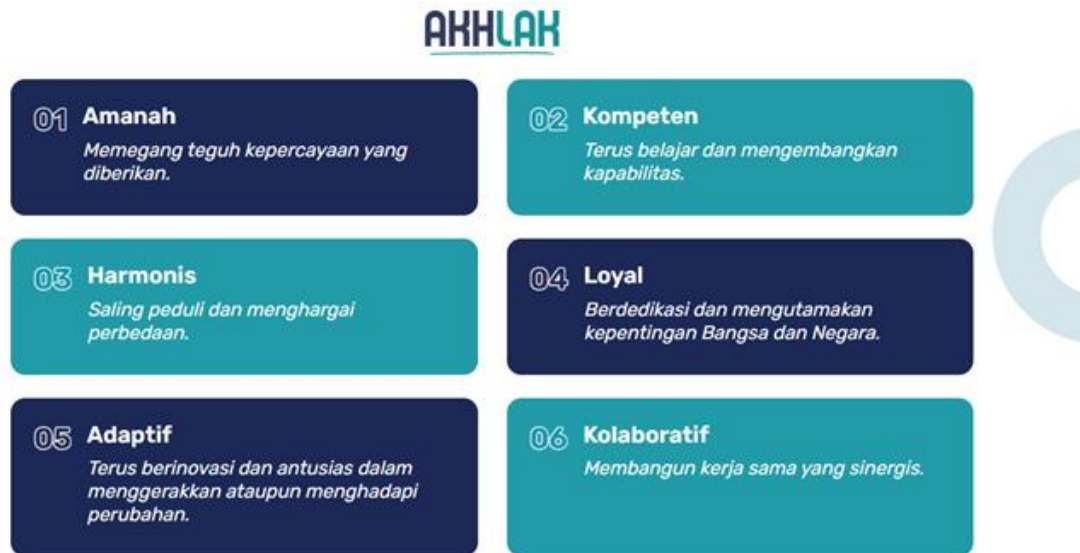 AKHLAK
01 Amanah
Memegang teguh kepercayaan yang
diberikan.
02 Kompeten
Terus belajar dan mengembangkan
kapabilitas.
03 Harmonis
Saling peduli dan menghargai
perbedaan.
04 Loyal
Berdedikasi dan mengutamakan
kepentingan Bangsa dan Negara.
05 Adaptif
Terus berinovasi dan antusias dalam
menggerakkan ataupun menghadapi
perubahan.
06 Kolaboratif
Membangun kerja sama yang sinergis.